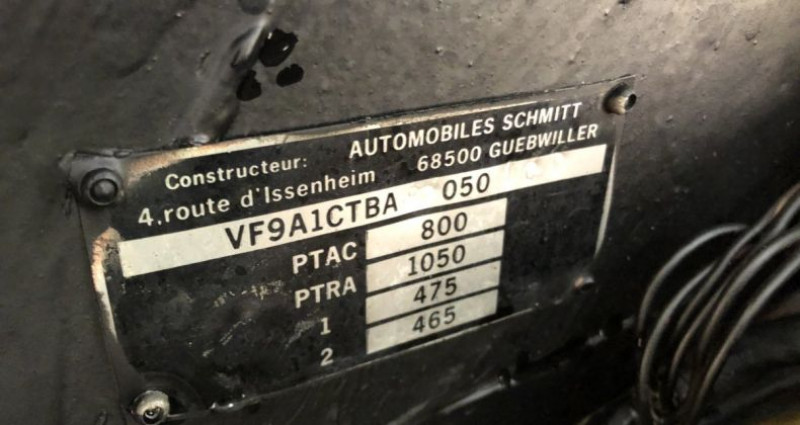 Constructeur: AUTOMOBILES SCHMITT
4.route d'Issenheim 68500 GUEBWILLER
VF9A1CTBA 050
PTAC 800
PTRA 1050
1 475
2 465